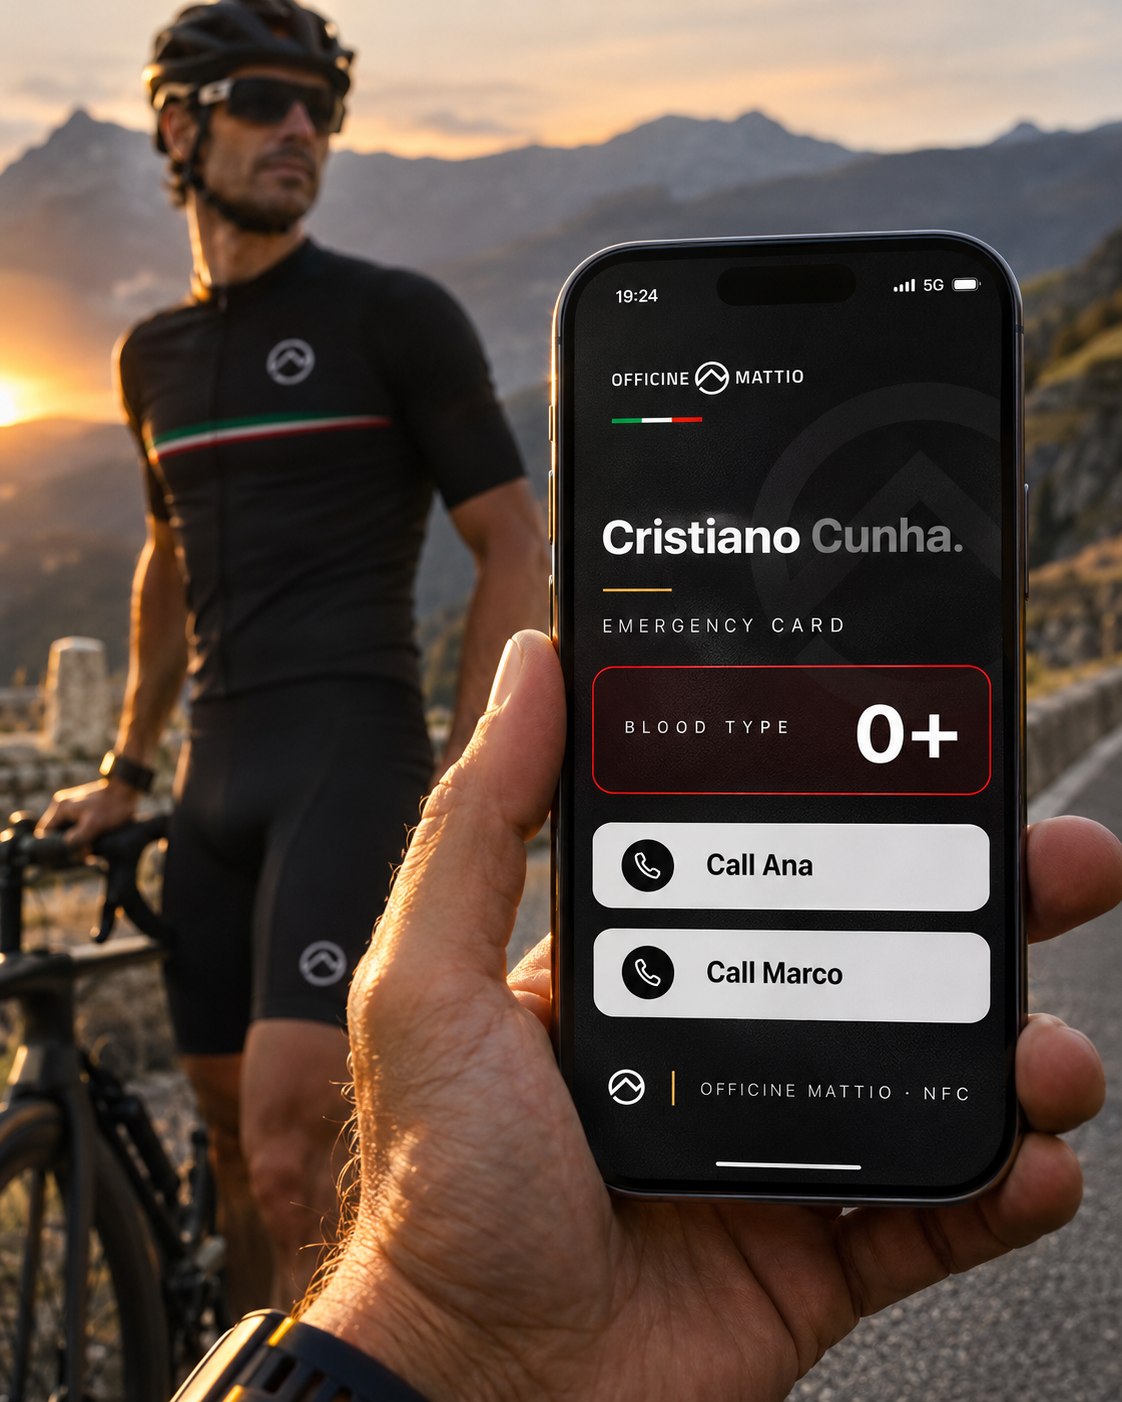 19:24 5G
OFFICINE MATTIO
Cristiano Cunha.
EMERGENCY CARD
BLOOD TYPE 0+
Call Ana
Call Marco
OFFICINE MATTIO · NFC